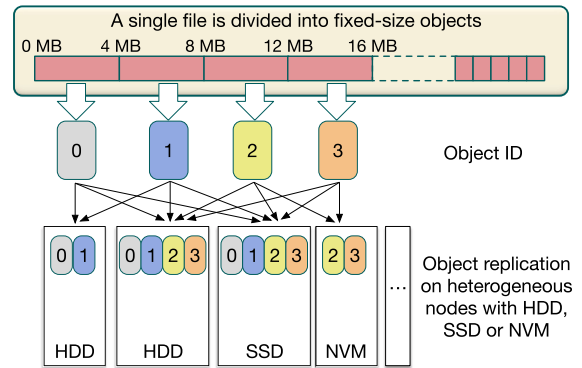 A single file is divided into fixed-size objects
0 MB 4 MB 8 MB 12 MB 16 MB
0 1 2 3 Object ID
0 1 0 1 2 3 0 1 2 3 2 3
...
Object replication
on heterogeneous
nodes with HDD,
SSD or NVM
HDD HDD SSD NVM